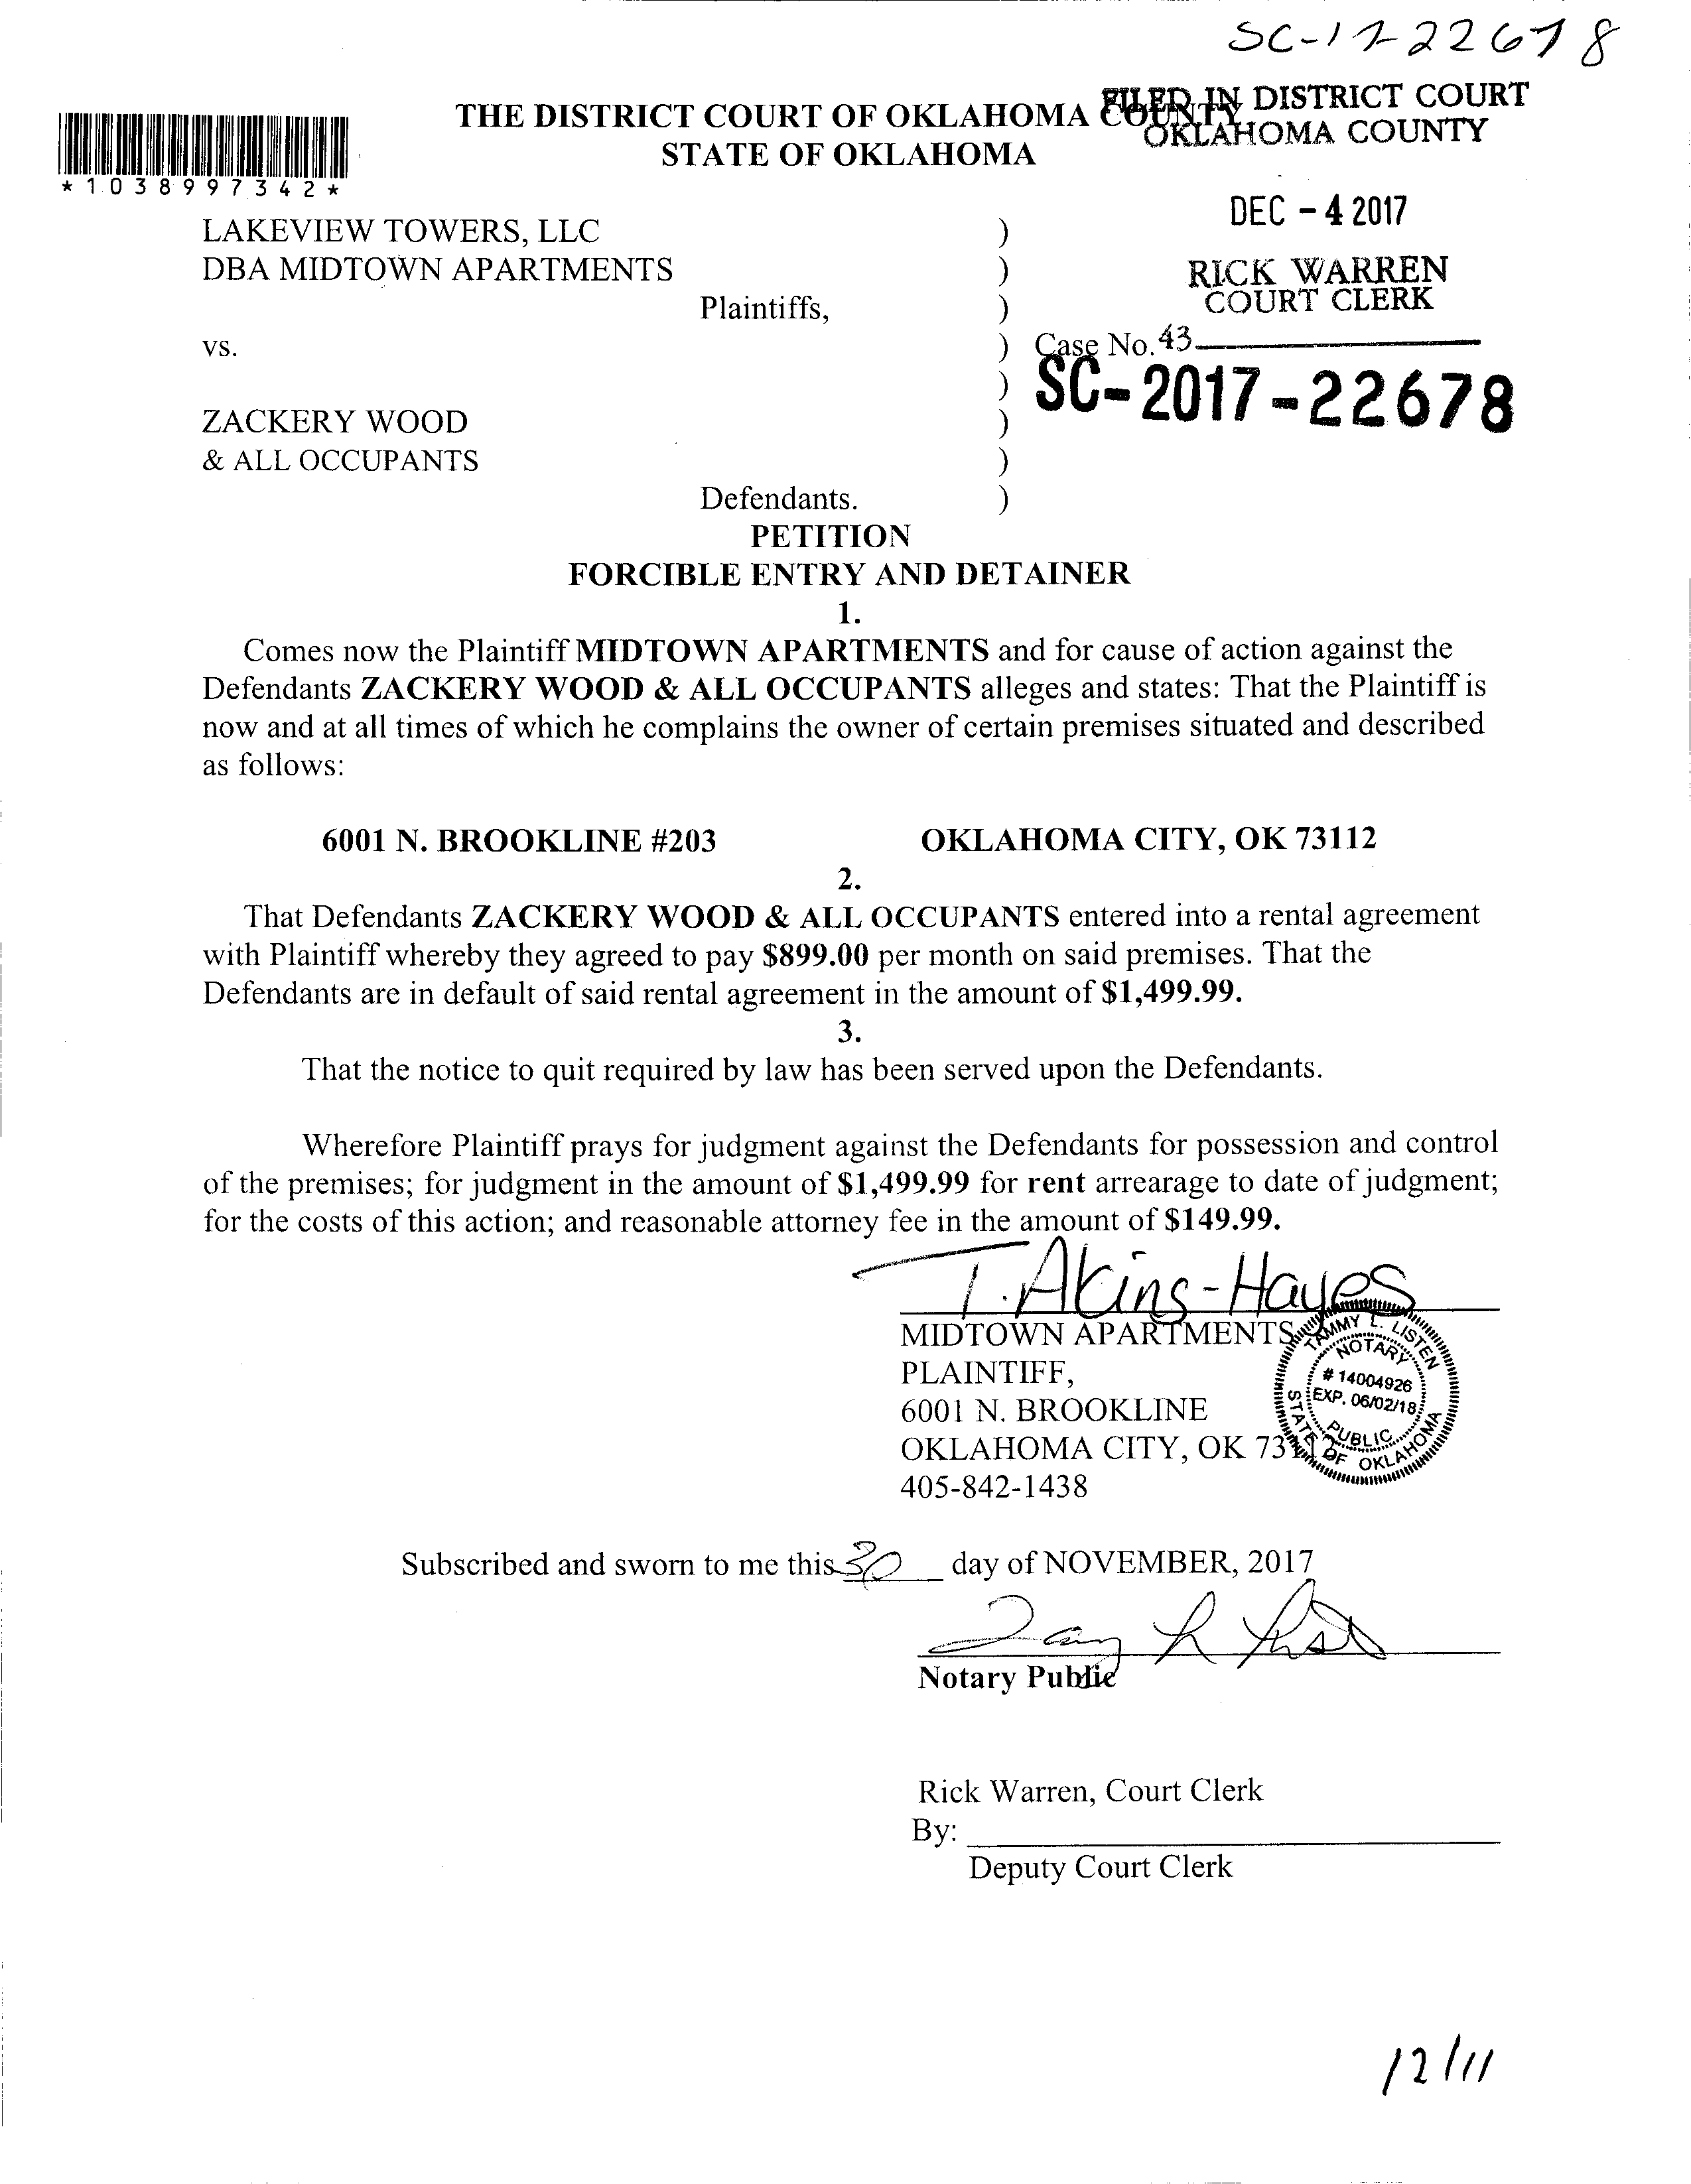 SC-17-22678
*1038997342*
THE DISTRICT COURT OF OKLAHOMA COUNTY
STATE OF OKLAHOMA
FILED IN DISTRICT COURT
OKLAHOMA COUNTY
DEC - 4 2017
RICK WARREN
COURT CLERK
43
LAKEVIEW TOWERS, LLC )
DBA MIDTOWN APARTMENTS )
Plaintiffs, )
vs. ) Case No.
) SC-2017-22678
ZACKERY WOOD )
& ALL OCCUPANTS )
Defendants. )
PETITION
FORCIBLE ENTRY AND DETAINER
1.
Comes now the Plaintiff MIDTOWN APARTMENTS and for cause of action against the
Defendants ZACKERY WOOD & ALL OCCUPANTS alleges and states: That the Plaintiff is
now and at all times of which he complains the owner of certain premises situated and described
as follows:
6001 N. BROOKLINE #203 OKLAHOMA CITY, OK 73112
2.
That Defendants ZACKERY WOOD & ALL OCCUPANTS entered into a rental agreement
with Plaintiff whereby they agreed to pay $899.00 per month on said premises. That the
Defendants are in default of said rental agreement in the amount of $1,499.99.
3.
That the notice to quit required by law has been served upon the Defendants.
Wherefore Plaintiff prays for judgment against the Defendants for possession and control
of the premises; for judgment in the amount of $1,499.99 for rent arrearage to date of judgment;
for the costs of this action; and reasonable attorney fee in the amount of $149.99.
T. Akins-Hayes
MIDTOWN APARTMENTS
PLAINTIFF,
6001 N. BROOKLINE
OKLAHOMA CITY, OK 73112
405-842-1438
TAMMY L. LISTEN
NOTARY
# 14004926
EXP. 06/02/18
PUBLIC
STATE OF OKLAHOMA
Subscribed and sworn to me this 30 day of NOVEMBER, 2017
Notary Public
Rick Warren, Court Clerk
By:
Deputy Court Clerk
12/11